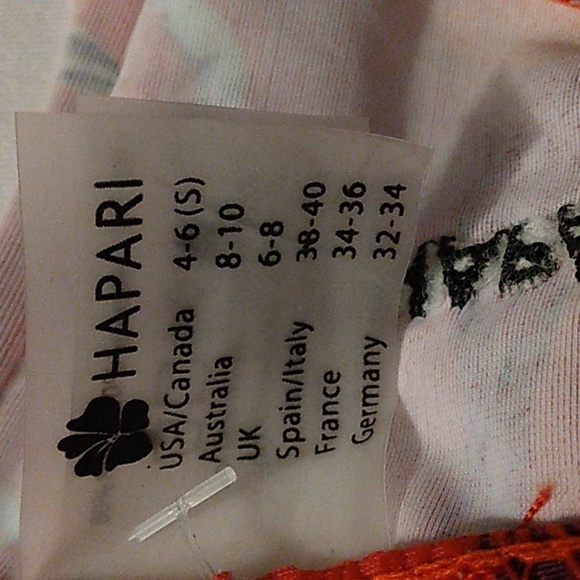 HAPARI
USA/Canada 4-6 (S)
Australia 8-10
UK 6-8
Spain/Italy 38-40
France 34-36
Germany 32-34